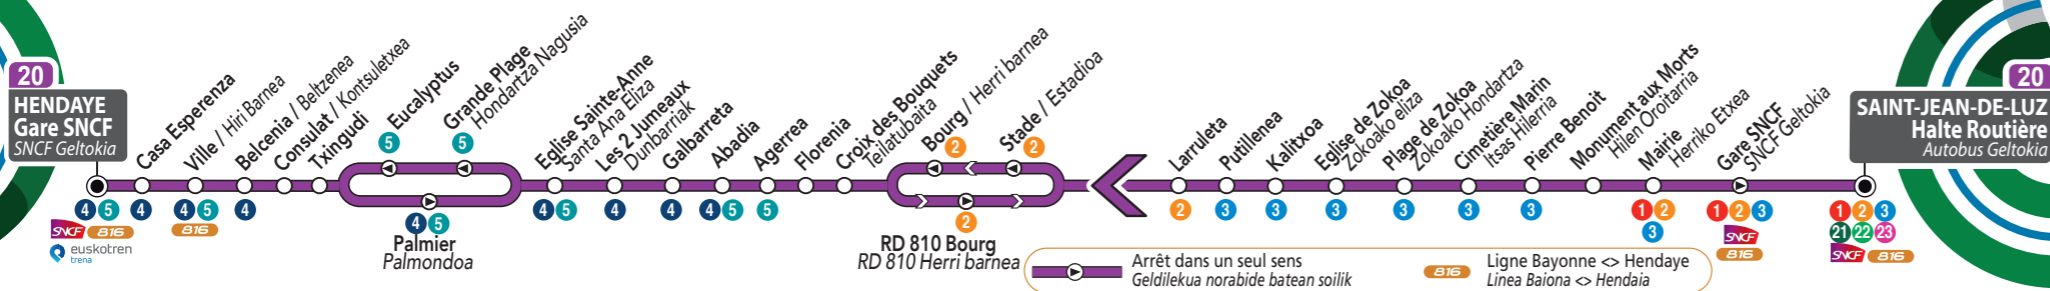 20
HENDAYE
Gare SNCF
SNCF Geltokia
4 5
SNCF 816
euskotren
trena
Casa Esperenza
4
Ville / Hiri Barnea
4 5
816
Belcenia / Beltzenea
4
Consulat / Kontsuletxea
Txingudi
Eucalyptus
5
Grande Plage
Hondartza Nagusia
5
4 5
Palmier
Palmondoa
Eglise Sainte-Anne
Santa Ana Eliza
4 5
Les 2 Jumeaux
Dunbarriak
4
Galbarreta
4
Abadia
4 5
Agerrea
5
Florenia
Croix des Bouquets
Teilatubaita
Bourg / Herri barnea
2
Stade / Estadioa
2
2
RD 810 Bourg
RD 810 Herri barnea
Larruleta
2
Putillenea
3
Kalitxoa
3
Eglise de Zokoa
Zokoako eliza
3
Plage de Zokoa
Zokoako Hondartza
3
Cimetière Marin
Itsas Hilerria
3
Pierre Benoit
3
Monument aux Morts
Hilen Oroitarria
Mairie
Herriko Etxea
1 2
3
Gare SNCF
SNCF Geltokia
1 2 3
SNCF
816
20
SAINT-JEAN-DE-LUZ
Halte Routière
Autobus Geltokia
1 2 3
21 22 23
SNCF 816
Arrêt dans un seul sens
Geldilekua norabide batean soilik
816
Ligne Bayonne <> Hendaye
Linea Baiona <> Hendaia